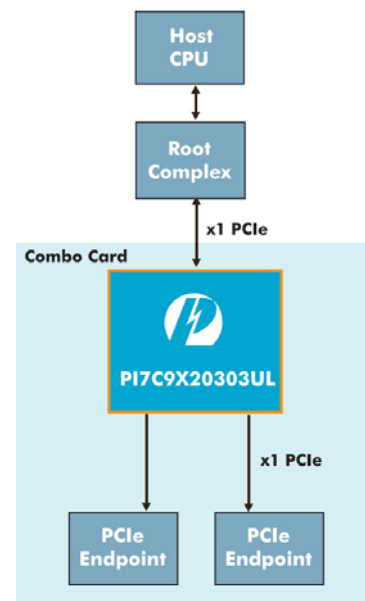 Host
CPU
Root
Complex
x1 PCIe
Combo Card
PI7C9X20303UL
x1 PCIe
PCIe
Endpoint
PCIe
Endpoint